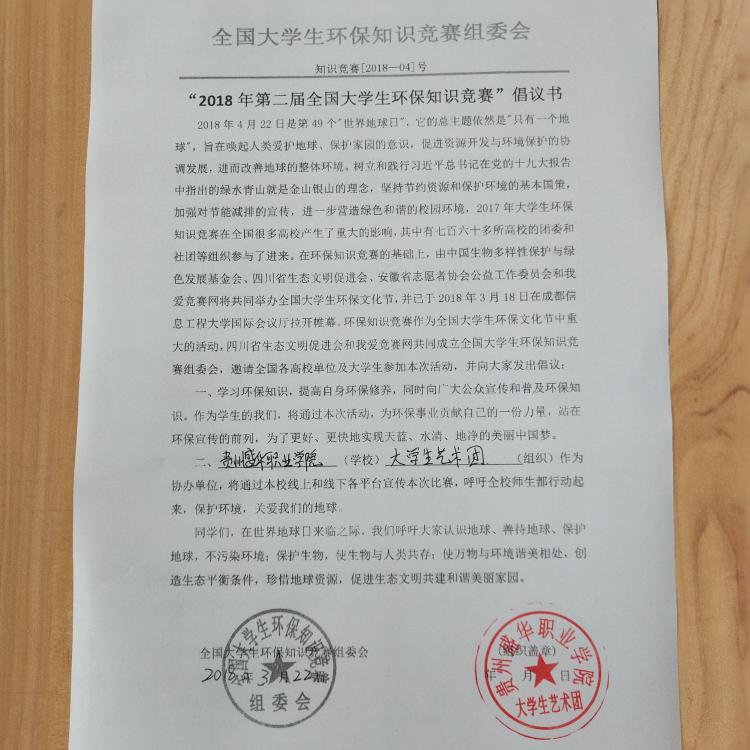 全国大学生环保知识竞赛组委会
知识竞赛[2018—04]号
“2018 年第二届全国大学生环保知识竞赛”倡议书
2018 年 4 月 22 日是第 49 个"世界地球日"，它的总主题依然是"只有一个地
球"，旨在唤起人类爱护地球、保护家园的意识，促进资源开发与环境保护的协
调发展，进而改善地球的整体环境。树立和践行习近平总书记在党的十九大报告
中指出的绿水青山就是金山银山的理念，坚持节约资源和保护环境的基本国策，
加强对节能减排的宣传，进一步营造绿色和谐的校园环境，2017 年大学生环保
知识竞赛在全国很多高校产生了重大的影响，其中有七百六十多所高校的团委和
社团等组织参与了进来。在环保知识竞赛的基础上，由中国生物多样性保护与绿
色发展基金会、四川省生态文明促进会、安徽省志愿者协会公益工作委员会和我
爱竞赛网将共同举办全国大学生环保文化节，并已于 2018 年 3 月 18 日在成都信
息工程大学国际会议厅拉开帷幕。环保知识竞赛作为全国大学生环保文化节中重
大的活动，四川省生态文明促进会和我爱竞赛网共同成立全国大学生环保知识竞
赛组委会，邀请全国各高校单位及大学生参加本次活动，并向大家发出倡议：
一、学习环保知识，提高自身环保修养，同时向广大公众宣传和普及环保知
识。作为学生的我们，将通过本次活动，为环保事业贡献自己的一份力量，站在
环保宣传的前列，为了更好、更快地实现天蓝、水清、地净的美丽中国梦。
二、贵州盛华职业学院（学校）大学生艺术团（组织）作为
协办单位，将通过本校线上和线下各平台宣传本次比赛，呼吁全校师生都行动起
来，保护环境，关爱我们的地球。
同学们，在世界地球日来临之际，我们呼吁大家认识地球、善待地球、保护
地球，不污染环境；保护生物，使生物与人类共存；使万物与环境谐美相处，创
造生态平衡条件，珍惜地球资源，促进生态文明共建和谐美丽家园。
全国大学生环保知识竞赛组委会
2018 年 3 月 22 日
全国大学生环保知识竞赛
组委会
（组织盖章）
年 月 日
贵州盛华职业学院
大学生艺术团